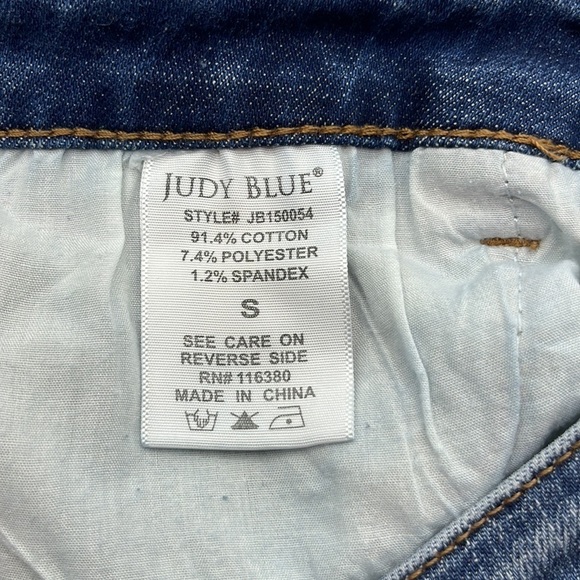 JUDY BLUE®
STYLE# JB150054
91.4% COTTON
7.4% POLYESTER
1.2% SPANDEX
S
SEE CARE ON
REVERSE SIDE
RN# 116380
MADE IN CHINA